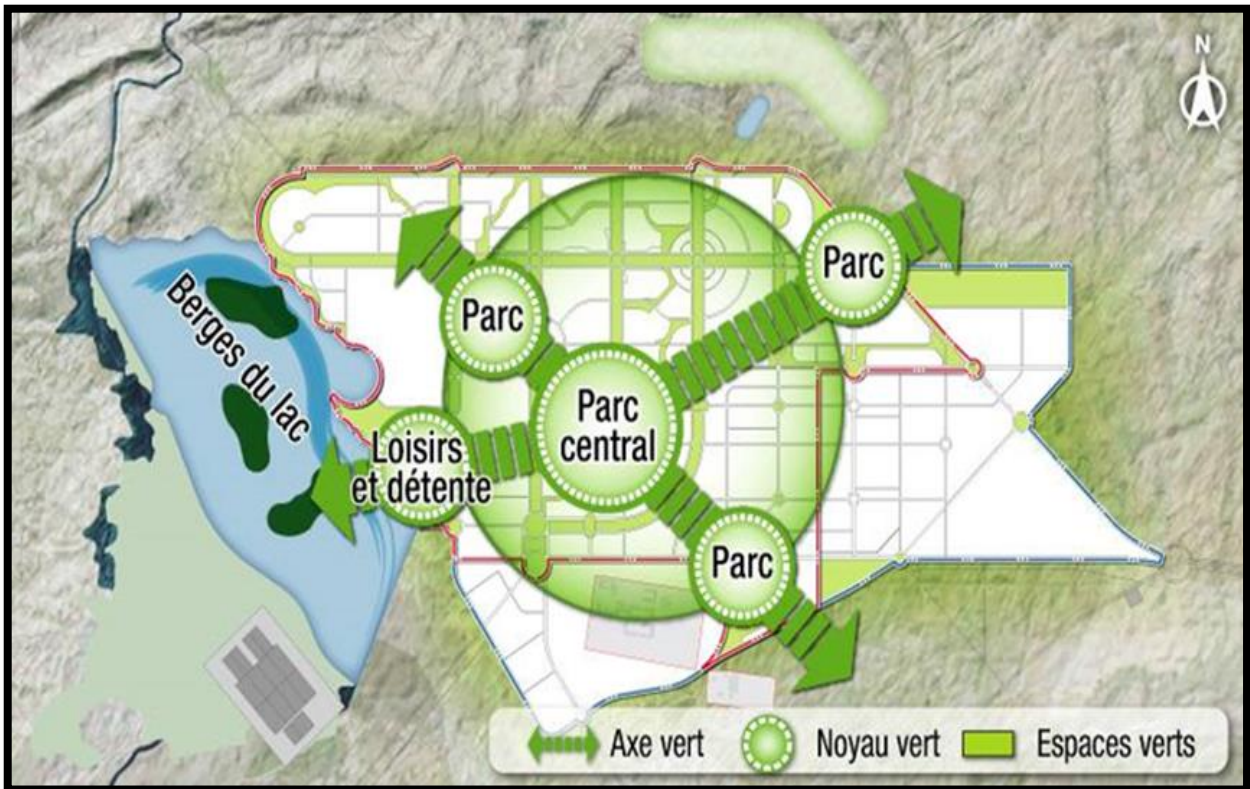 N
Parc
Parc
Berges du lac
Parc
central
Loisirs
et détente
Parc
Axe vert
Noyau vert
Espaces verts